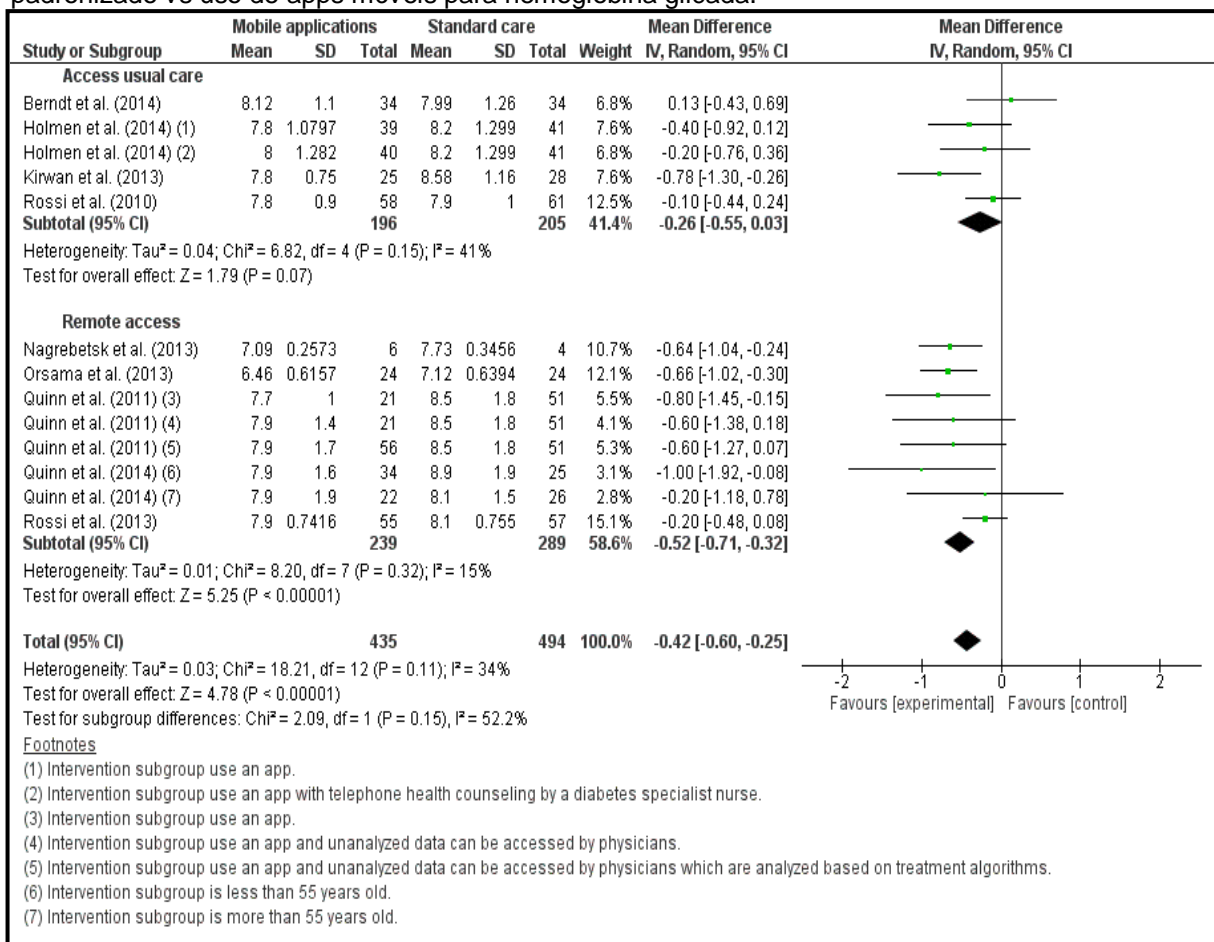 padronizado vs uso de apps móveis para hemoglobina glicada.
Mobile applications Standard care Mean Difference Mean Difference
Study or Subgroup Mean SD Total Mean SD Total Weight IV, Random, 95% CI IV, Random, 95% CI
Access usual care
Berndt et al. (2014) 8.12 1.1 34 7.99 1.26 34 6.8% 0.13 [-0.43, 0.69]
Holmen et al. (2014) (1) 7.8 1.0797 39 8.2 1.299 41 7.6% -0.40 [-0.92, 0.12]
Holmen et al. (2014) (2) 8 1.282 40 8.2 1.299 41 6.8% -0.20 [-0.76, 0.36]
Kirwan et al. (2013) 7.8 0.75 25 8.58 1.16 28 7.6% -0.78 [-1.30, -0.26]
Rossi et al. (2010) 7.8 0.9 58 7.9 1 61 12.5% -0.10 [-0.44, 0.24]
Subtotal (95% CI) 196 205 41.4% -0.26 [-0.55, 0.03]
Heterogeneity: Tau² = 0.04; Chi² = 6.82, df = 4 (P = 0.15); I² = 41%
Test for overall effect: Z = 1.79 (P = 0.07)
Remote access
Nagrebetsk et al. (2013) 7.09 0.2573 6 7.73 0.3456 4 10.7% -0.64 [-1.04, -0.24]
Orsama et al. (2013) 6.46 0.6157 24 7.12 0.6394 24 12.1% -0.66 [-1.02, -0.30]
Quinn et al. (2011) (3) 7.7 1 21 8.5 1.8 51 5.5% -0.80 [-1.45, -0.15]
Quinn et al. (2011) (4) 7.9 1.4 21 8.5 1.8 51 4.1% -0.60 [-1.38, 0.18]
Quinn et al. (2011) (5) 7.9 1.7 56 8.5 1.8 51 5.3% -0.60 [-1.27, 0.07]
Quinn et al. (2014) (6) 7.9 1.6 34 8.9 1.9 25 3.1% -1.00 [-1.92, -0.08]
Quinn et al. (2014) (7) 7.9 1.9 22 8.1 1.5 26 2.8% -0.20 [-1.18, 0.78]
Rossi et al. (2013) 7.9 0.7416 55 8.1 0.755 57 15.1% -0.20 [-0.48, 0.08]
Subtotal (95% CI) 239 289 58.6% -0.52 [-0.71, -0.32]
Heterogeneity: Tau² = 0.01; Chi² = 8.20, df = 7 (P = 0.32); I² = 15%
Test for overall effect: Z = 5.25 (P < 0.00001)
Total (95% CI) 435 494 100.0% -0.42 [-0.60, -0.25]
Heterogeneity: Tau² = 0.03; Chi² = 18.21, df = 12 (P = 0.11); I² = 34%
Test for overall effect: Z = 4.78 (P < 0.00001)
Test for subgroup differences: Chi² = 2.09, df = 1 (P = 0.15), I² = 52.2%
-2 -1 0 1 2
Favours [experimental] Favours [control]
Footnotes
(1) Intervention subgroup use an app.
(2) Intervention subgroup use an app with telephone health counseling by a diabetes specialist nurse.
(3) Intervention subgroup use an app.
(4) Intervention subgroup use an app and unanalyzed data can be accessed by physicians.
(5) Intervention subgroup use an app and unanalyzed data can be accessed by physicians which are analyzed based on treatment algorithms.
(6) Intervention subgroup is less than 55 years old.
(7) Intervention subgroup is more than 55 years old.